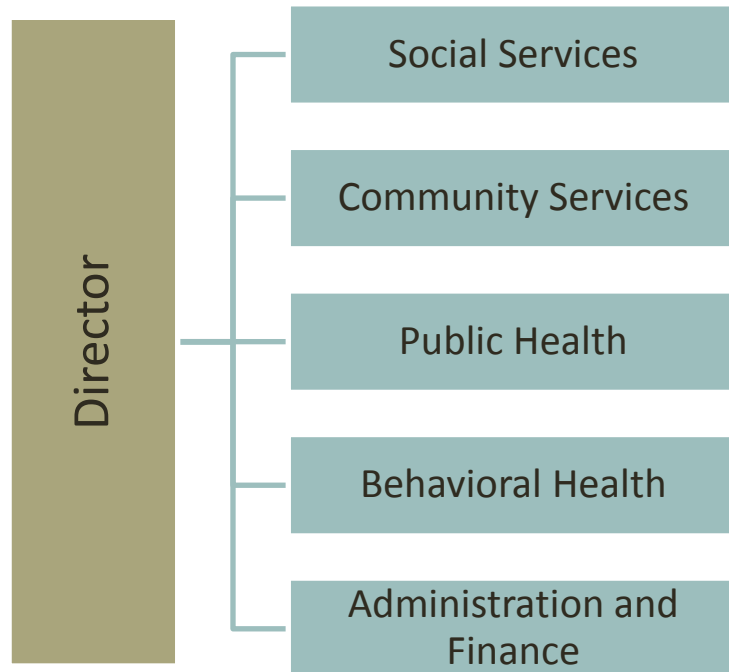 Director
Social Services
Community Services
Public Health
Behavioral Health
Administration and
Finance